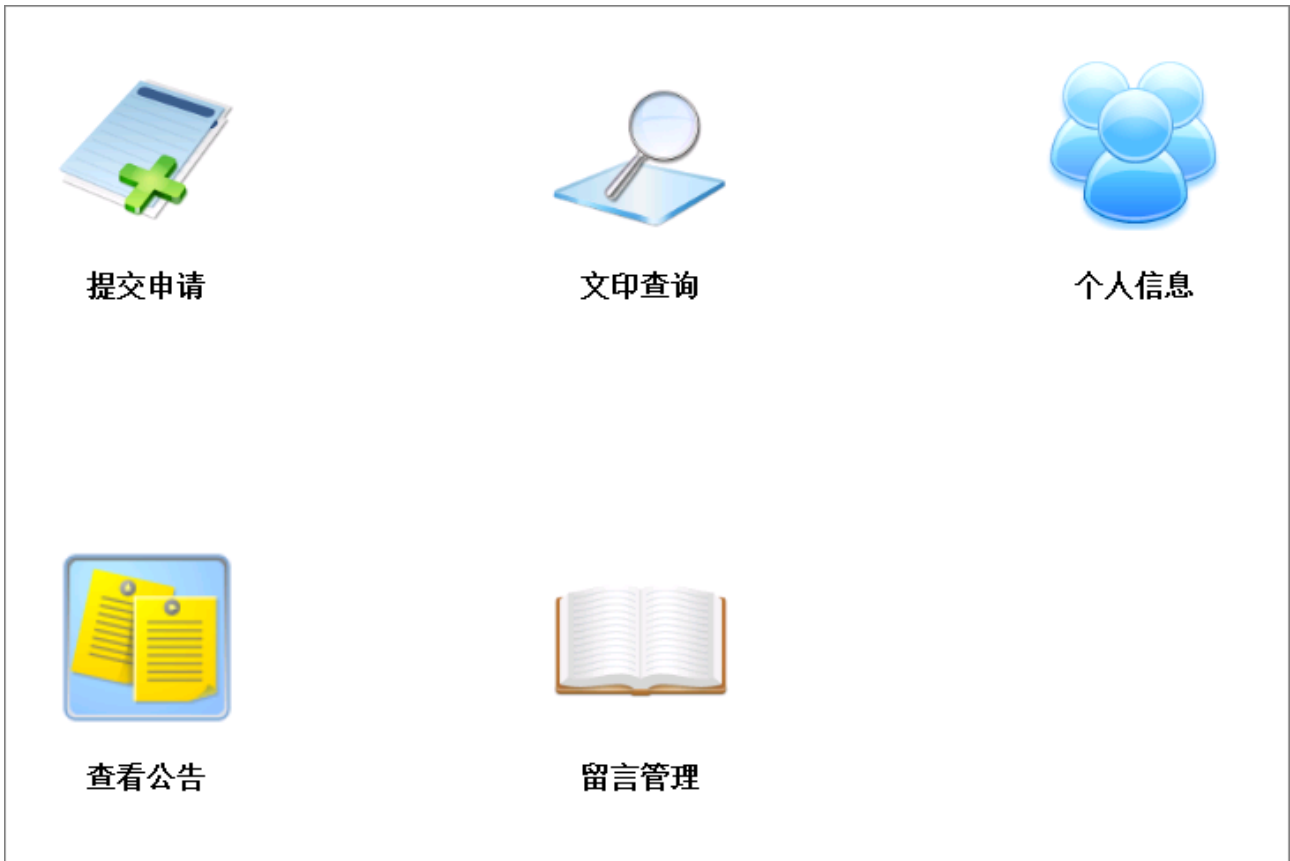 提交申请
文印查询
个人信息
查看公告
留言管理